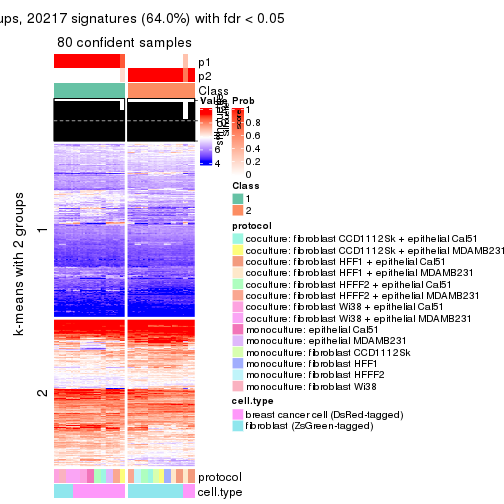 ups, 20217 signatures (64.0%) with fdr < 0.05
80 confident samples
p1
p2
Class
Value
Prob
1
0.8
0.6
0.4
0.2
0
6
4
Class
1
2
protocol
coculture: fibroblast CCD1112Sk + epithelial Cal51
coculture: fibroblast CCD1112Sk + epithelial MDAMB231
coculture: fibroblast HFF1 + epithelial Cal51
coculture: fibroblast HFF1 + epithelial MDAMB231
coculture: fibroblast HFFF2 + epithelial Cal51
coculture: fibroblast HFFF2 + epithelial MDAMB231
coculture: fibroblast Wi38 + epithelial Cal51
coculture: fibroblast Wi38 + epithelial MDAMB231
monoculture: epithelial Cal51
monoculture: epithelial MDAMB231
monoculture: fibroblast CCD1112Sk
monoculture: fibroblast HFF1
monoculture: fibroblast HFFF2
monoculture: fibroblast Wi38
cell.type
breast cancer cell (DsRed-tagged)
fibroblast (ZsGreen-tagged)
k-means with 2 groups
1
2
protocol
cell.type